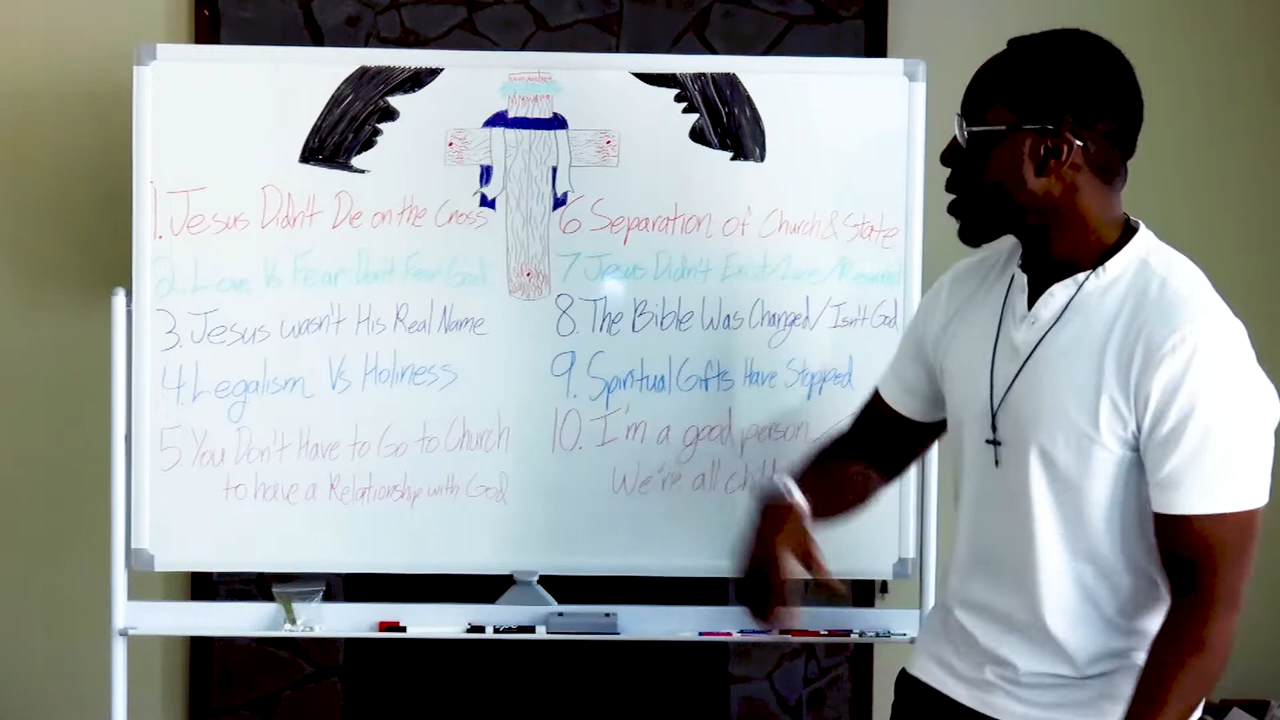 1. Jesus Didn't Die on the Cross
2. Love Vs Fear. Don't Fear God
3. Jesus wasn't His Real Name
4. Legalism Vs Holiness
5. You Don't Have to Go to Church
to have a Relationship with God
6 Separation of Church & State
7 Jesus Didn't Exist/
8. The Bible Was Changed/Isn't God
9. Spiritual Gifts Have Stopped
10. I'm a good person
We're all